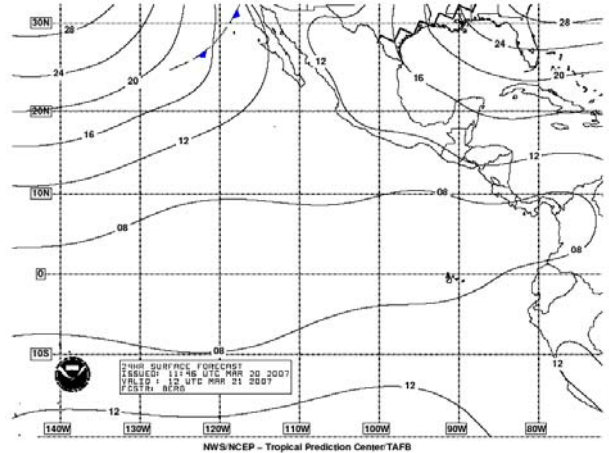 30N
28
28
24
24
12
20
20
16
20N
16
12
12
10N
08
08
08
0
08
10S
24HR SURFACE FORECAST
ISSUED: 11:46 UTC MAR 20 2007
VALID : 12 UTC MAR 21 2007
FCSTR: BERG
12
12
12
140W 130W 120W 110W 100W 90W 80W
NWS/NCEP – Tropical Prediction Center/TAFB